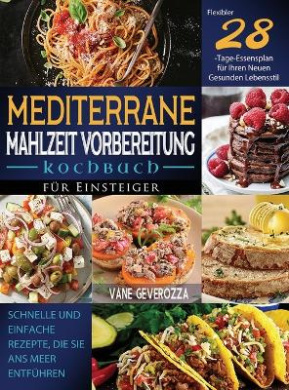 Flexibler
28
-Tage-Essensplan
für Ihren Neuen
Gesunden Lebensstil
MEDITERRANE
MAHLZEIT VORBEREITUNG
kochbuch
für Einsteiger
VANE GEVEROZZA
SCHNELLE UND
EINFACHE
REZEPTE, DIE SIE
ANS MEER
ENTFÜHREN